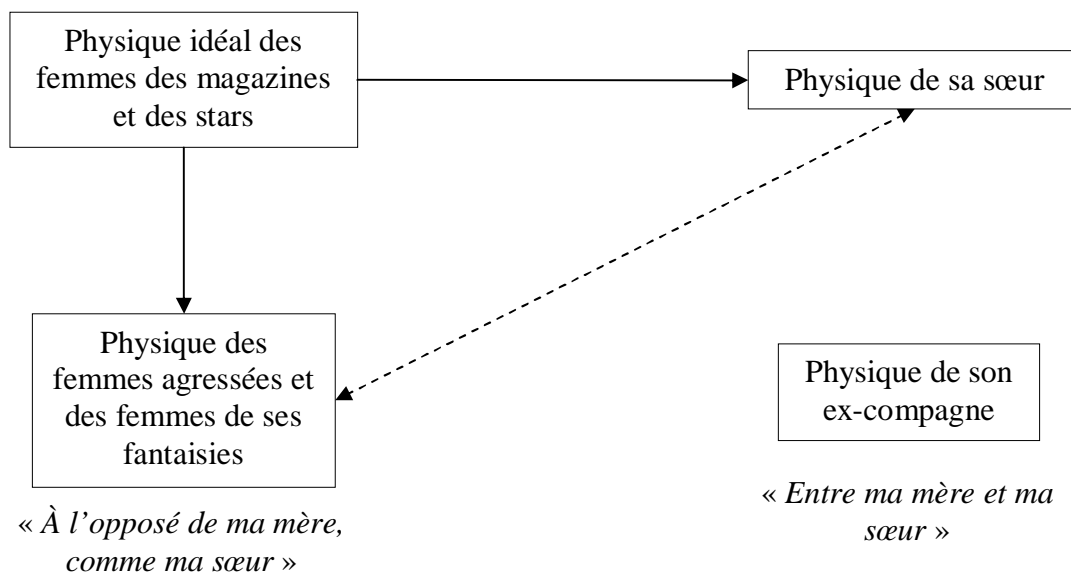 Physique idéal des
femmes des magazines
et des stars
Physique de sa sœur
Physique des
femmes agressées et
des femmes de ses
fantaisies
Physique de son
ex-compagne
« À l’opposé de ma mère,
comme ma sœur »
« Entre ma mère et ma
sœur »